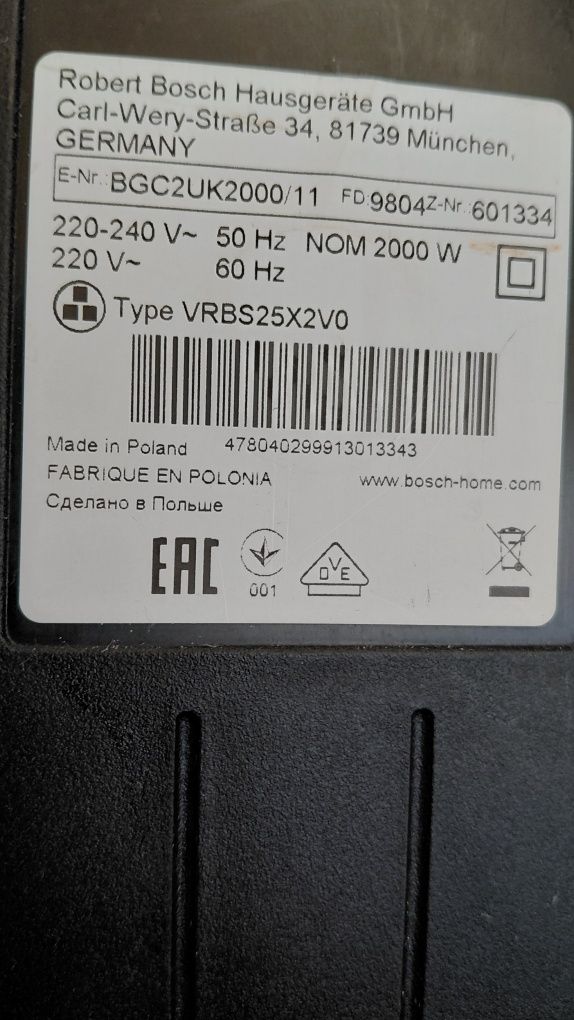 Robert Bosch Hausgeräte GmbH
Carl-Wery-Straße 34, 81739 München,
GERMANY
E-Nr.:BGC2UK2000/11 FD:9804 Z-Nr.:601334
220-240 V~ 50 Hz NOM 2000 W
220 V~ 60 Hz
Type VRBS25X2V0
Made in Poland 478040299913013343
FABRIQUE EN POLONIA www.bosch-home.com
Сделано в Польше
EAC
001
DVE